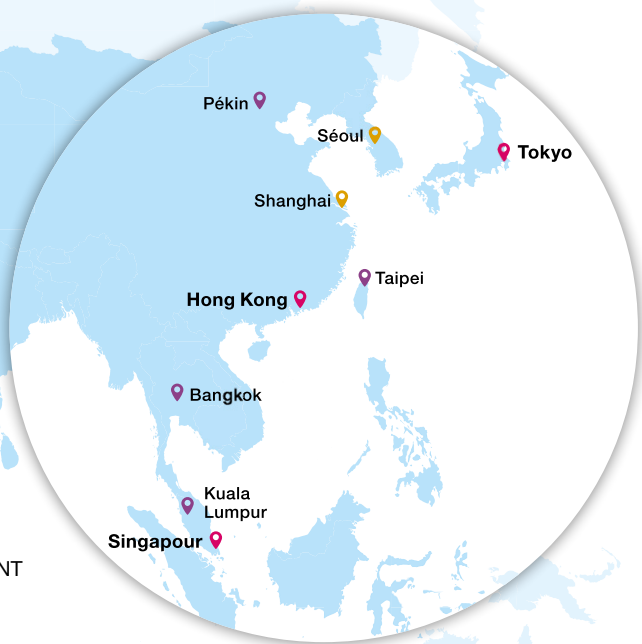 Pékin
Séoul
Tokyo
Shanghai
Taipei
Hong Kong
Bangkok
Kuala
Lumpur
Singapour
NT